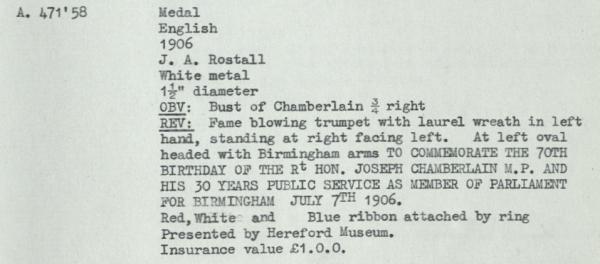 A. 471'58 Medal
English
1906
J. A. Rostall
White metal
1½" diameter
OBV: Bust of Chamberlain ¾ right
REV: Fame blowing trumpet with laurel wreath in left
hand, standing at right facing left. At left oval
headed with Birmingham arms TO COMMEMORATE THE 70TH
BIRTHDAY OF THE Rt HON. JOSEPH CHAMBERLAIN M.P. AND
HIS 30 YEARS PUBLIC SERVICE AS MEMBER OF PARLIAMENT
FOR BIRMINGHAM JULY 7TH 1906.
Red,White and Blue ribbon attached by ring
Presented by Hereford Museum.
Insurance value £1.0.0.